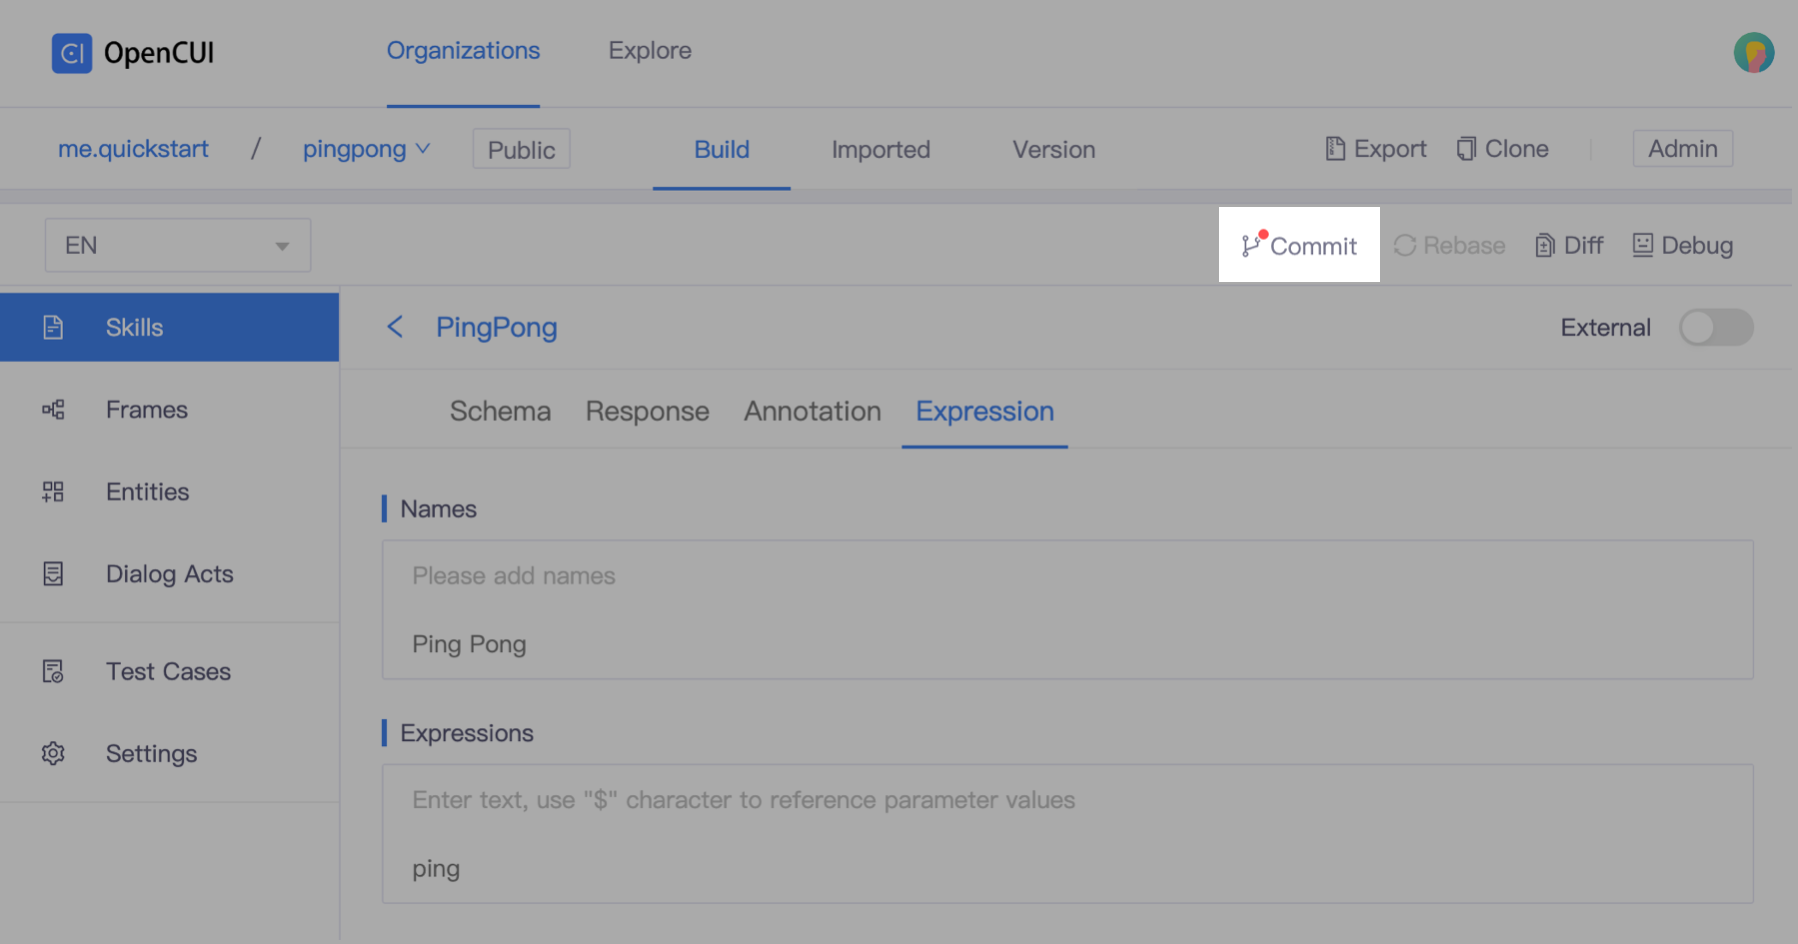 OpenCUI Organizations Explore
me.quickstart / pingpong Public Build Imported Version Export Clone Admin
EN Commit Rebase Diff Debug
Skills
PingPong External
Frames
Schema Response Annotation Expression
Entities
Names
Please add names
Dialog Acts
Ping Pong
Test Cases
Expressions
Settings
Enter text, use "$" character to reference parameter values
ping